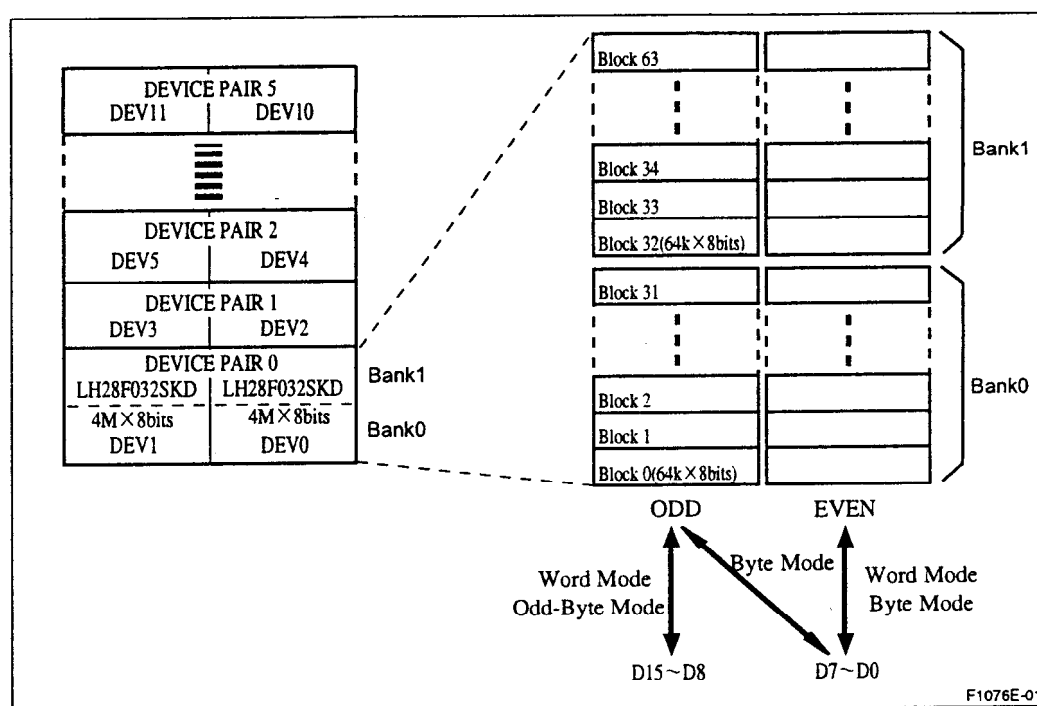 DEVICE PAIR 5
DEV11 DEV10
DEVICE PAIR 2
DEV5 DEV4
DEVICE PAIR 1
DEV3 DEV2
DEVICE PAIR 0
LH28F032SKD LH28F032SKD
4M×8bits 4M×8bits
DEV1 DEV0
Bank1
Bank0
Block 63
Block 34
Block 33
Block 32(64k×8bits)
Bank1
Block 31
Block 2
Block 1
Block 0(64k×8bits)
Bank0
ODD EVEN
Word Mode
Odd-Byte Mode
Byte Mode
Word Mode
Byte Mode
D15~D8 D7~D0
F1076E-01